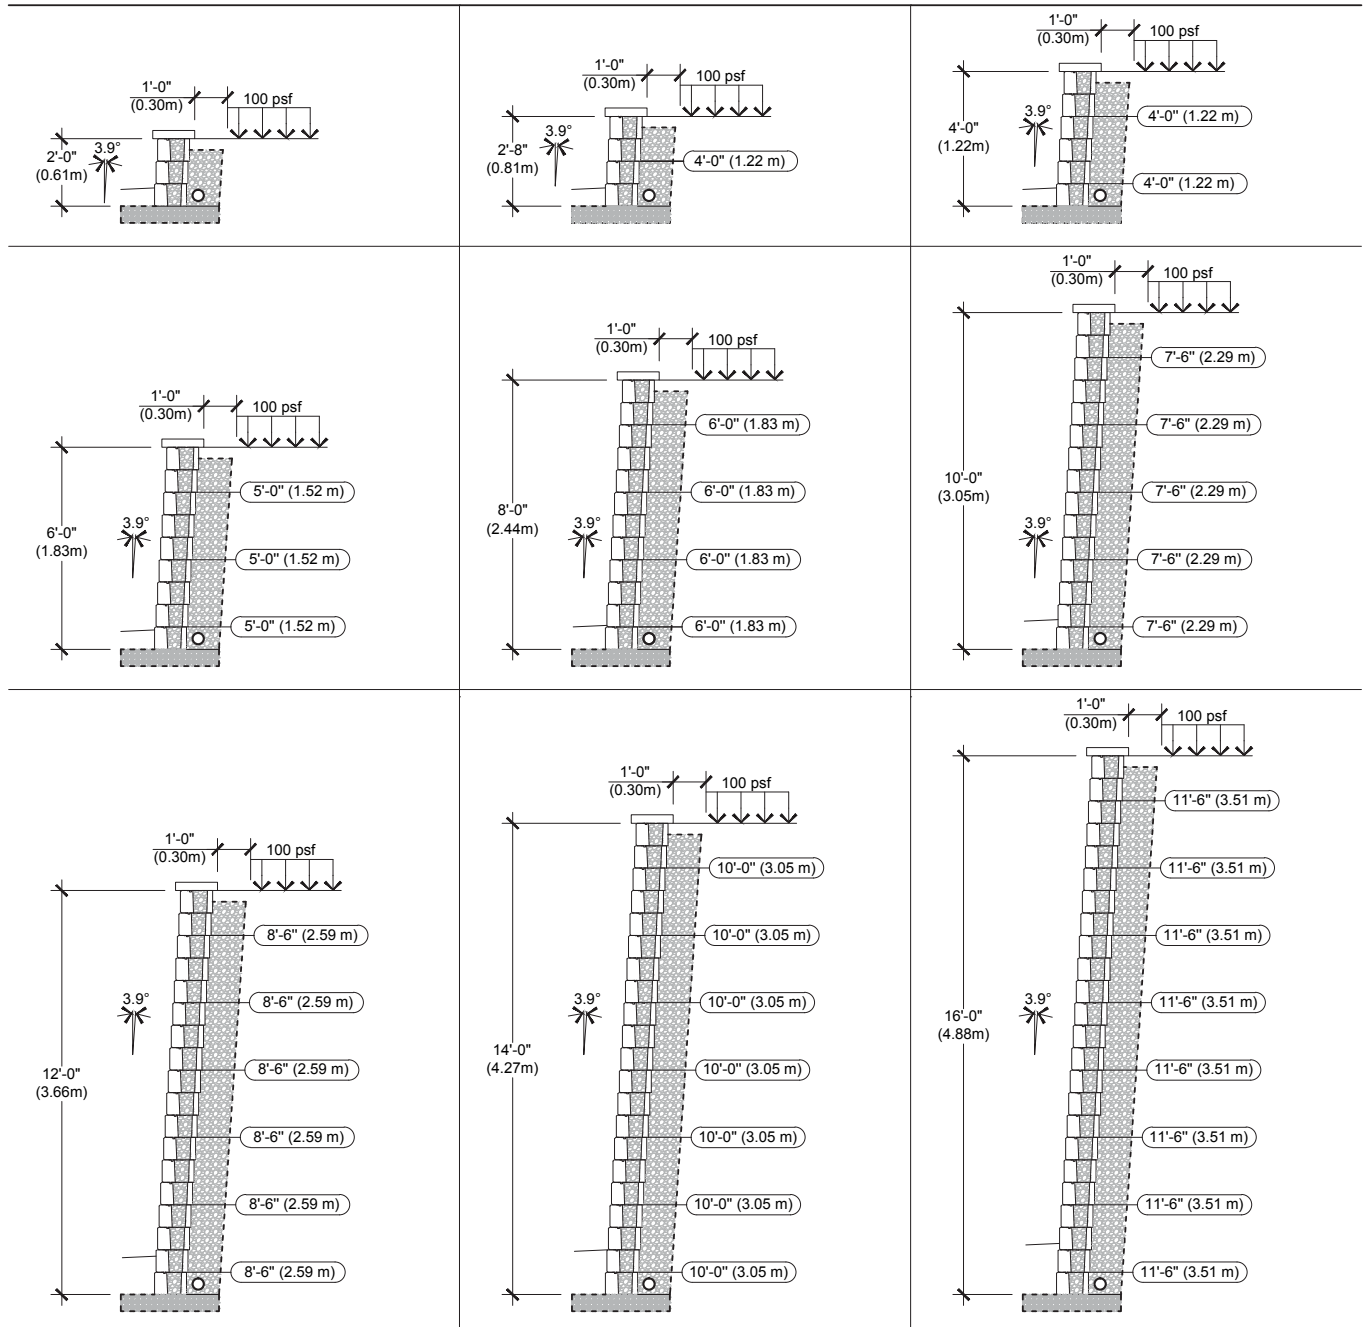 1'-0"
(0.30m)
100 psf
2'-0"
(0.61m)
3.9°
1'-0"
(0.30m)
100 psf
2'-8"
(0.81m)
3.9°
4'-0" (1.22 m)
1'-0"
(0.30m)
100 psf
4'-0"
(1.22m)
3.9°
4'-0" (1.22 m)
4'-0" (1.22 m)
1'-0"
(0.30m)
100 psf
6'-0"
(1.83m)
3.9°
5'-0" (1.52 m)
5'-0" (1.52 m)
5'-0" (1.52 m)
1'-0"
(0.30m)
100 psf
8'-0"
(2.44m)
3.9°
6'-0" (1.83 m)
6'-0" (1.83 m)
6'-0" (1.83 m)
6'-0" (1.83 m)
1'-0"
(0.30m)
100 psf
10'-0"
(3.05m)
3.9°
7'-6" (2.29 m)
7'-6" (2.29 m)
7'-6" (2.29 m)
7'-6" (2.29 m)
7'-6" (2.29 m)
1'-0"
(0.30m)
100 psf
12'-0"
(3.66m)
3.9°
8'-6" (2.59 m)
8'-6" (2.59 m)
8'-6" (2.59 m)
8'-6" (2.59 m)
8'-6" (2.59 m)
8'-6" (2.59 m)
1'-0"
(0.30m)
100 psf
14'-0"
(4.27m)
3.9°
10'-0" (3.05 m)
10'-0" (3.05 m)
10'-0" (3.05 m)
10'-0" (3.05 m)
10'-0" (3.05 m)
10'-0" (3.05 m)
10'-0" (3.05 m)
1'-0"
(0.30m)
100 psf
16'-0"
(4.88m)
3.9°
11'-6" (3.51 m)
11'-6" (3.51 m)
11'-6" (3.51 m)
11'-6" (3.51 m)
11'-6" (3.51 m)
11'-6" (3.51 m)
11'-6" (3.51 m)
11'-6" (3.51 m)